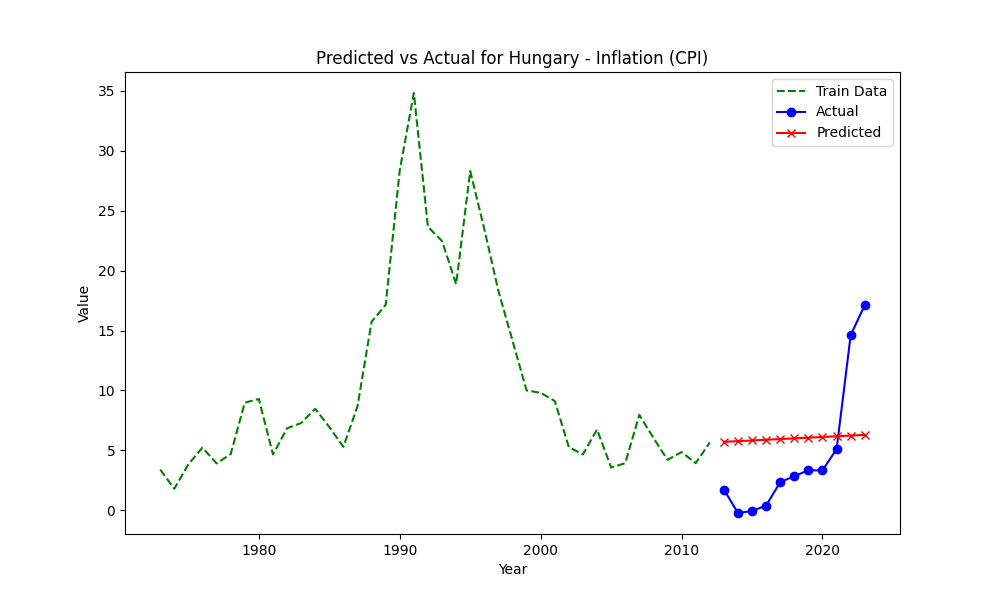 Predicted vs Actual for Hungary - Inflation (CPI)
Train Data
Actual
Predicted
Value
35
30
25
20
15
10
5
0
1980 1990 2000 2010 2020
Year